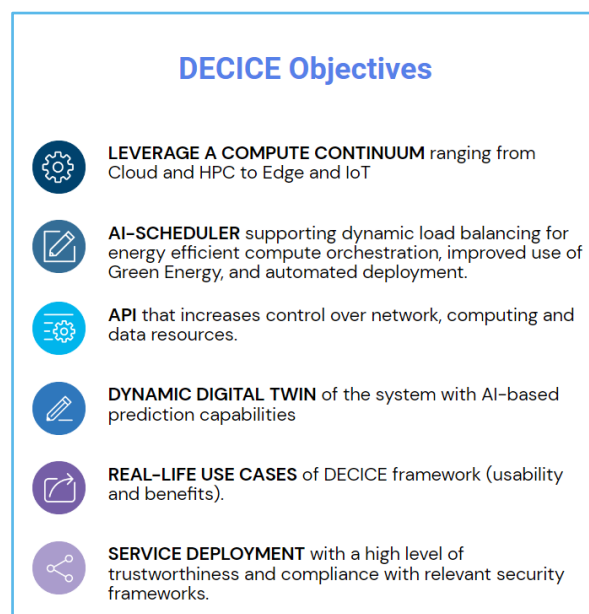 DECICE Objectives
LEVERAGE A COMPUTE CONTINUUM ranging from
Cloud and HPC to Edge and IoT
AI-SCHEDULER supporting dynamic load balancing for
energy efficient compute orchestration, improved use of
Green Energy, and automated deployment.
API that increases control over network, computing and
data resources.
DYNAMIC DIGITAL TWIN of the system with AI-based
prediction capabilities
REAL-LIFE USE CASES of DECICE framework (usability
and benefits).
SERVICE DEPLOYMENT with a high level of
trustworthiness and compliance with relevant security
frameworks.